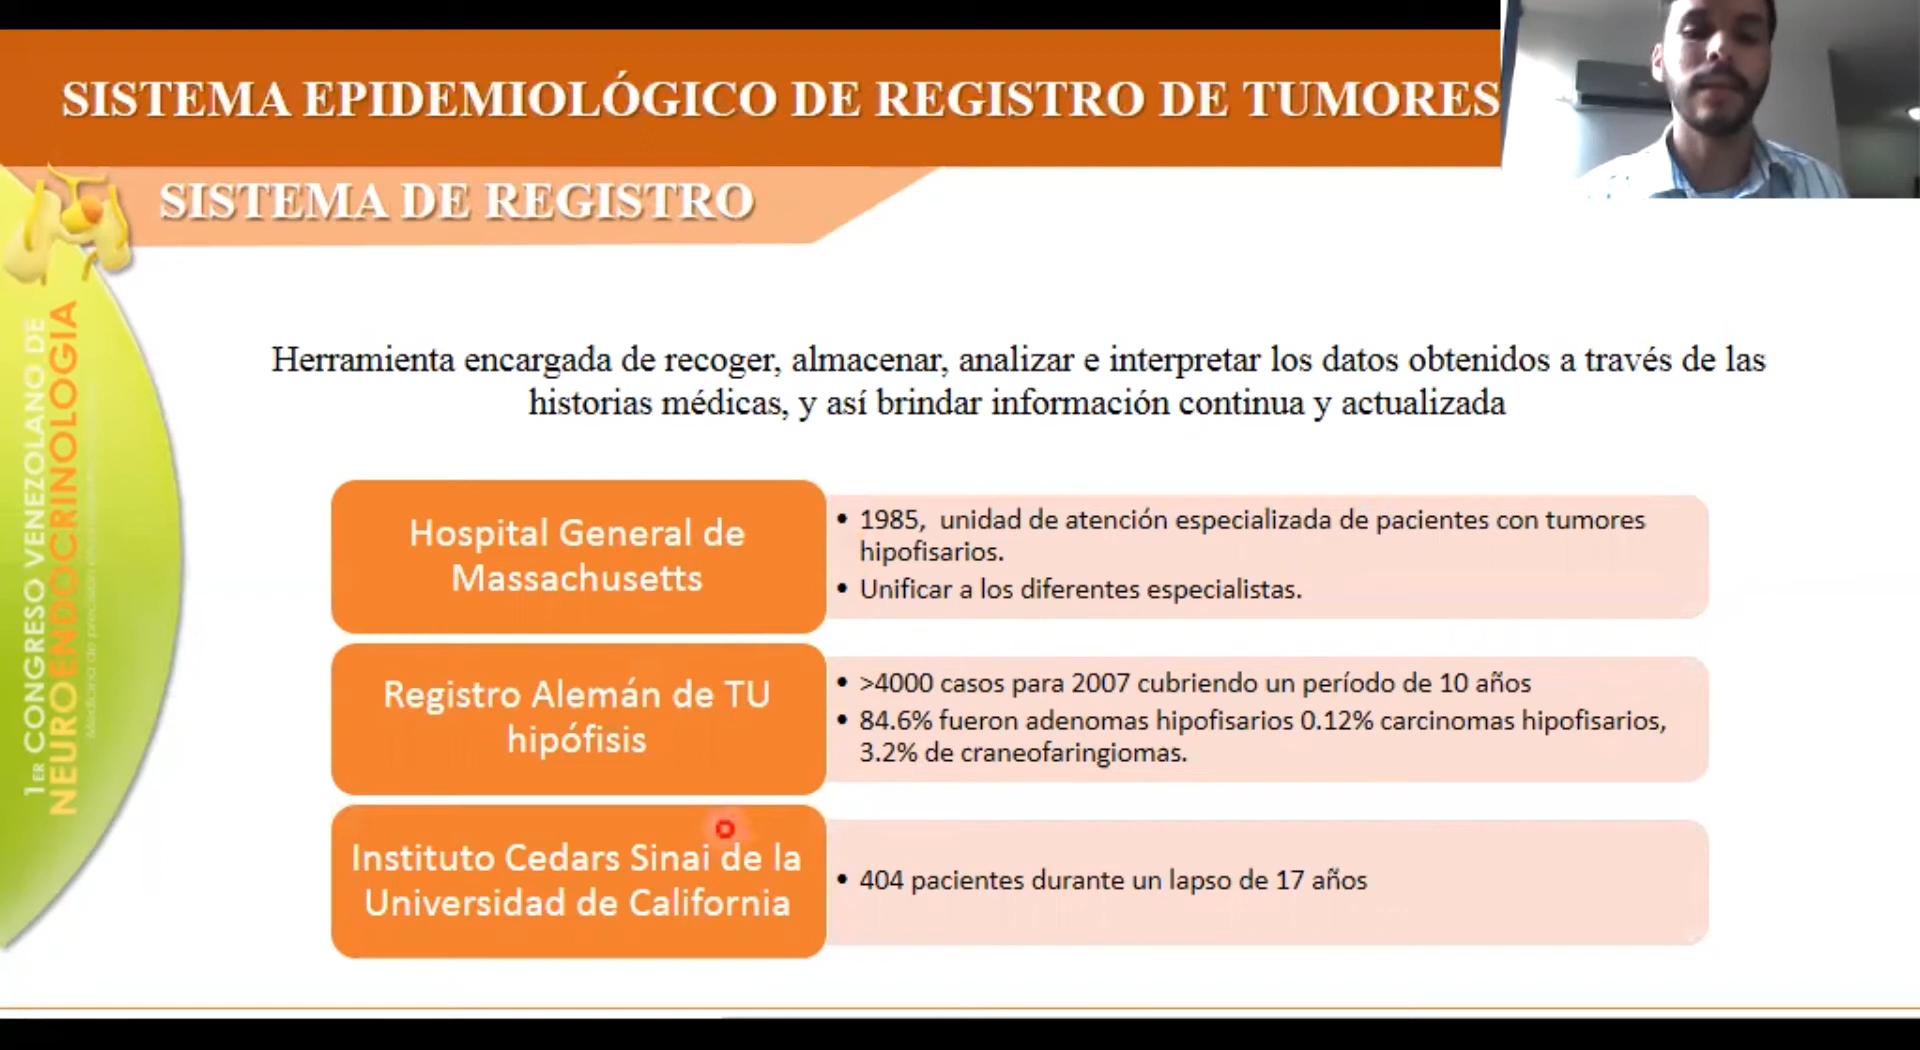 SISTEMA EPIDEMIOLÓGICO DE REGISTRO DE TUMORES
SISTEMA DE REGISTRO
1ER CONGRESO VENEZOLANO DE
NEUROENDOCRINOLOGIA
Herramienta encargada de recoger, almacenar, analizar e interpretar los datos obtenidos a través de las
historias médicas, y así brindar información continua y actualizada
Hospital General de
Massachusetts
• 1985, unidad de atención especializada de pacientes con tumores
hipofisarios.
• Unificar a los diferentes especialistas.
Registro Alemán de TU
hipófisis
• >4000 casos para 2007 cubriendo un período de 10 años
• 84.6% fueron adenomas hipofisarios 0.12% carcinomas hipofisarios,
3.2% de craneofaringiomas.
Instituto Cedars Sinai de la
Universidad de California
• 404 pacientes durante un lapso de 17 años